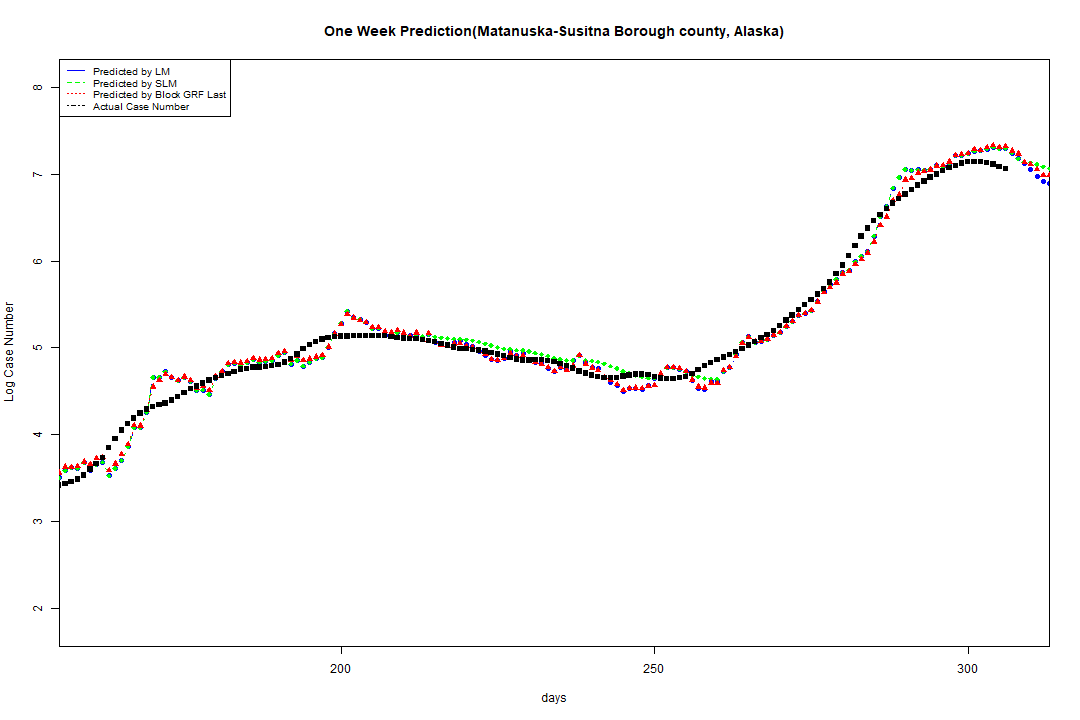 One Week Prediction(Matanuska-Susitna Borough county, Alaska)
Predicted by LM
Predicted by SLM
Predicted by Block GRF Last
Actual Case Number
8
7
6
5
4
3
2
Log Case Number
200
250
300
days